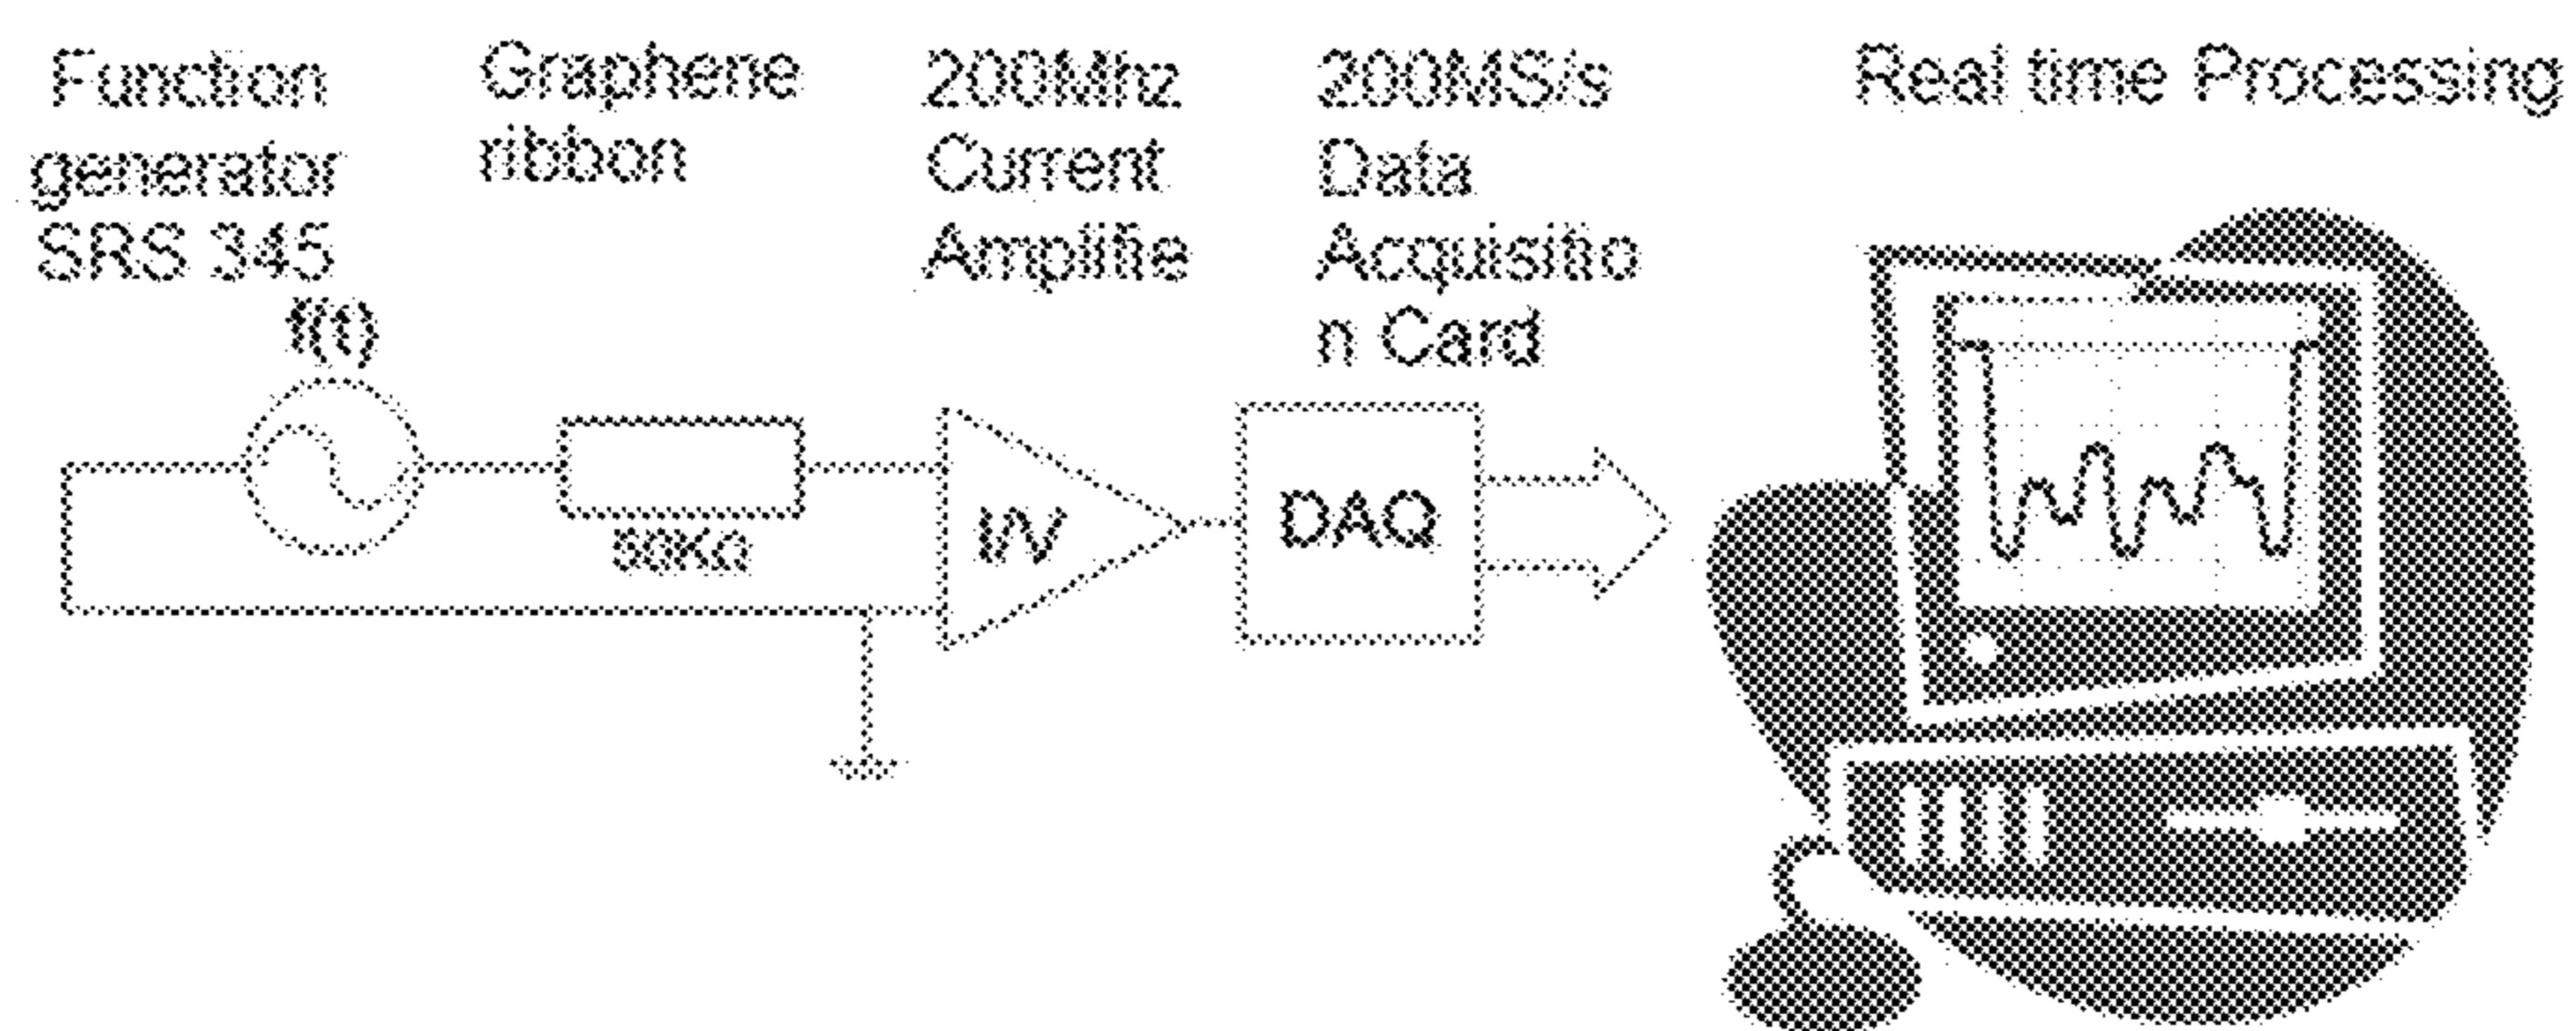 Function
generator
SRS 345
f(t)
Graphene
ribbon
200Mhz
Current
Amplifie
200MS/s
Data
Acquisitio
n Card
Real time Processing
I/V
DAQ